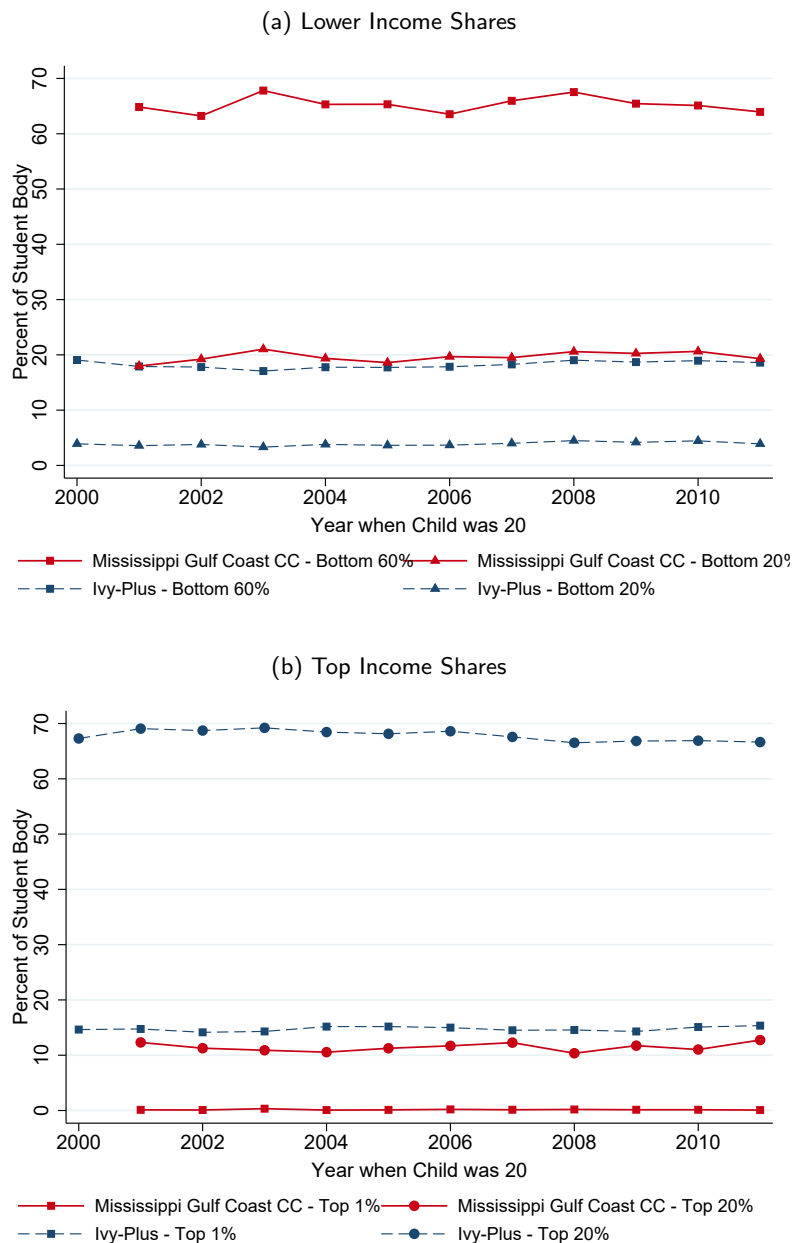 (a) Lower Income Shares
Percent of Student Body
70
60
50
40
30
20
10
0
2000 2002 2004 2006 2008 2010
Year when Child was 20
Mississippi Gulf Coast CC - Bottom 60% Mississippi Gulf Coast CC - Bottom 20%
Ivy-Plus - Bottom 60% Ivy-Plus - Bottom 20%
(b) Top Income Shares
Percent of Student Body
70
60
50
40
30
20
10
0
2000 2002 2004 2006 2008 2010
Year when Child was 20
Mississippi Gulf Coast CC - Top 1% Mississippi Gulf Coast CC - Top 20%
Ivy-Plus - Top 1% Ivy-Plus - Top 20%